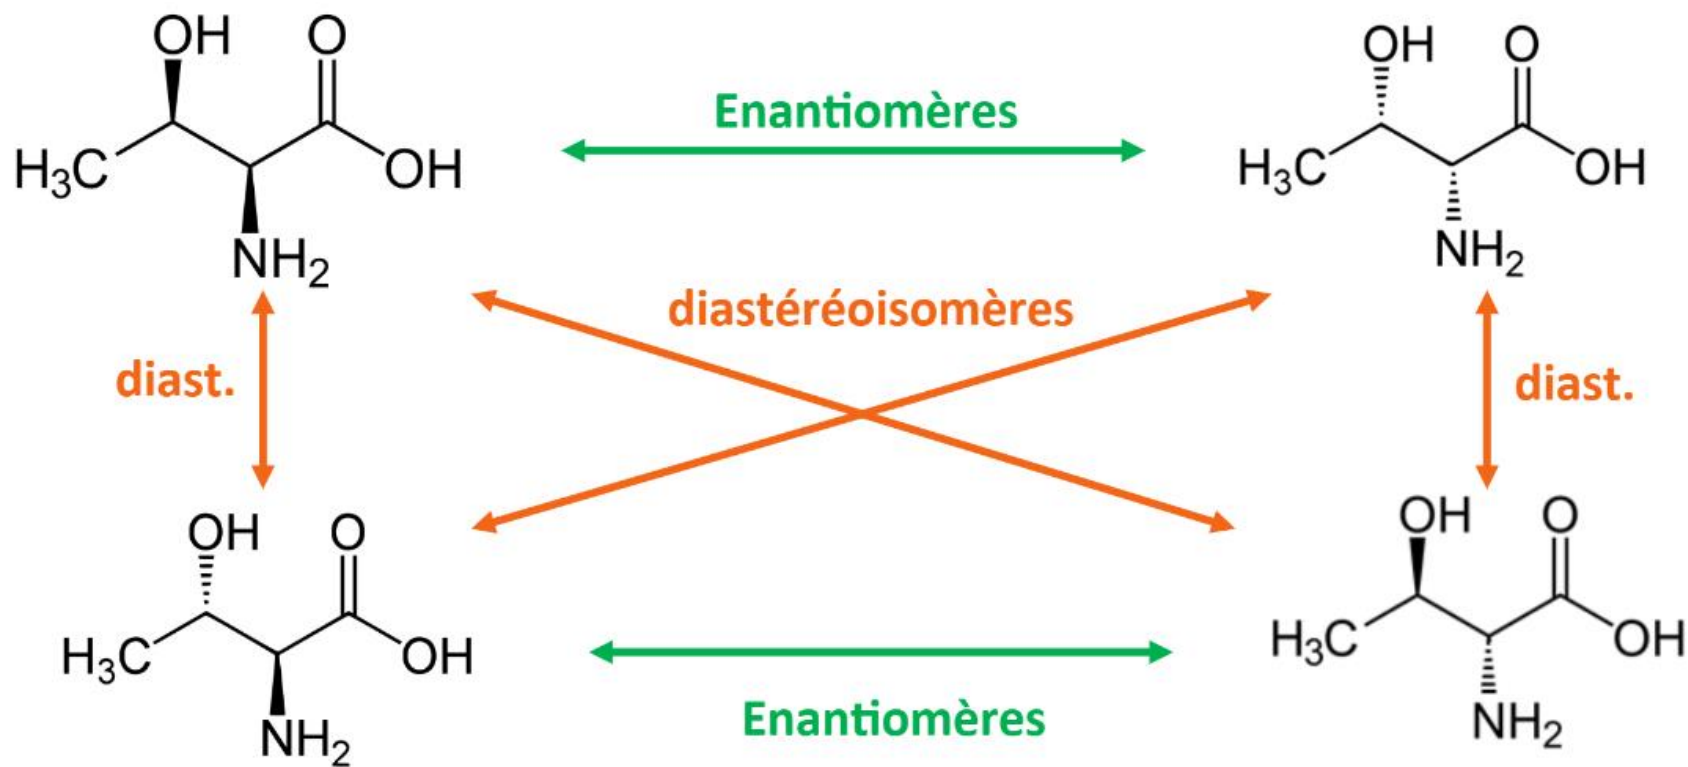 OH O
H₃C OH
NH₂
Enantiomères
OH O
H₃C OH
NH₂
diastéréoisomères
diast.
diast.
OH O
H₃C OH
NH₂
Enantiomères
OH O
H₃C OH
NH₂